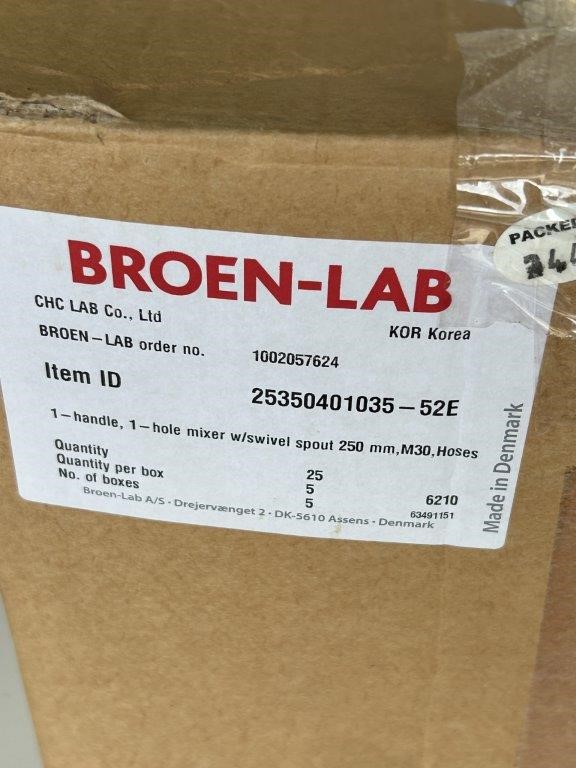 BROEN-LAB
CHC LAB Co., Ltd
KOR Korea
BROEN-LAB order no. 1002057624
Item ID 25350401035-52E
1-handle, 1-hole mixer w/swivel spout 250 mm,M30,Hoses
Quantity 25
Quantity per box 5
No. of boxes 5
6210
63491151
Broen-Lab A/S · Drejervænget 2 · DK-5610 Assens · Denmark
Made in Denmark